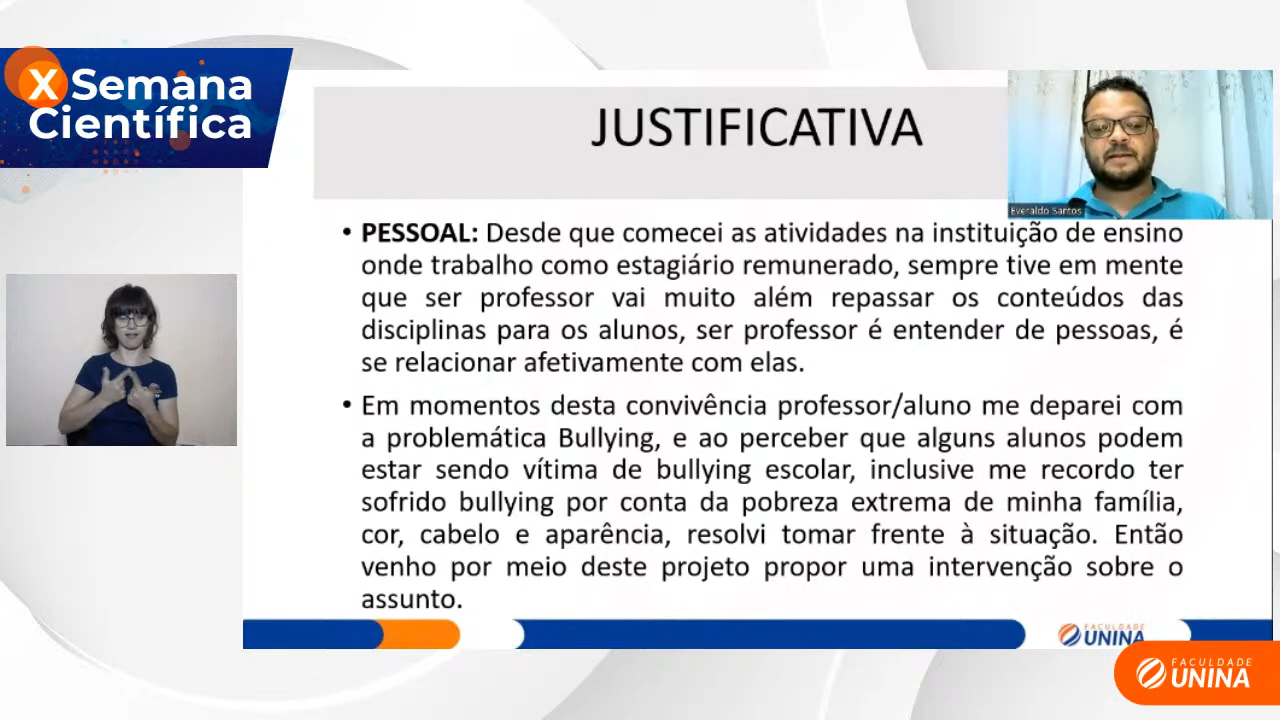 X Semana
Científica
JUSTIFICATIVA
Everaldo Santos
• PESSOAL: Desde que comecei as atividades na instituição de ensino
onde trabalho como estagiário remunerado, sempre tive em mente
que ser professor vai muito além repassar os conteúdos das
disciplinas para os alunos, ser professor é entender de pessoas, é
se relacionar afetivamente com elas.
• Em momentos desta convivência professor/aluno me deparei com
a problemática Bullying, e ao perceber que alguns alunos podem
estar sendo vítima de bullying escolar, inclusive me recordo ter
sofrido bullying por conta da pobreza extrema de minha família,
cor, cabelo e aparência, resolvi tomar frente à situação. Então
venho por meio deste projeto propor uma intervenção sobre o
assunto.
FACULDADE
UNINA
FACULDADE
UNINA